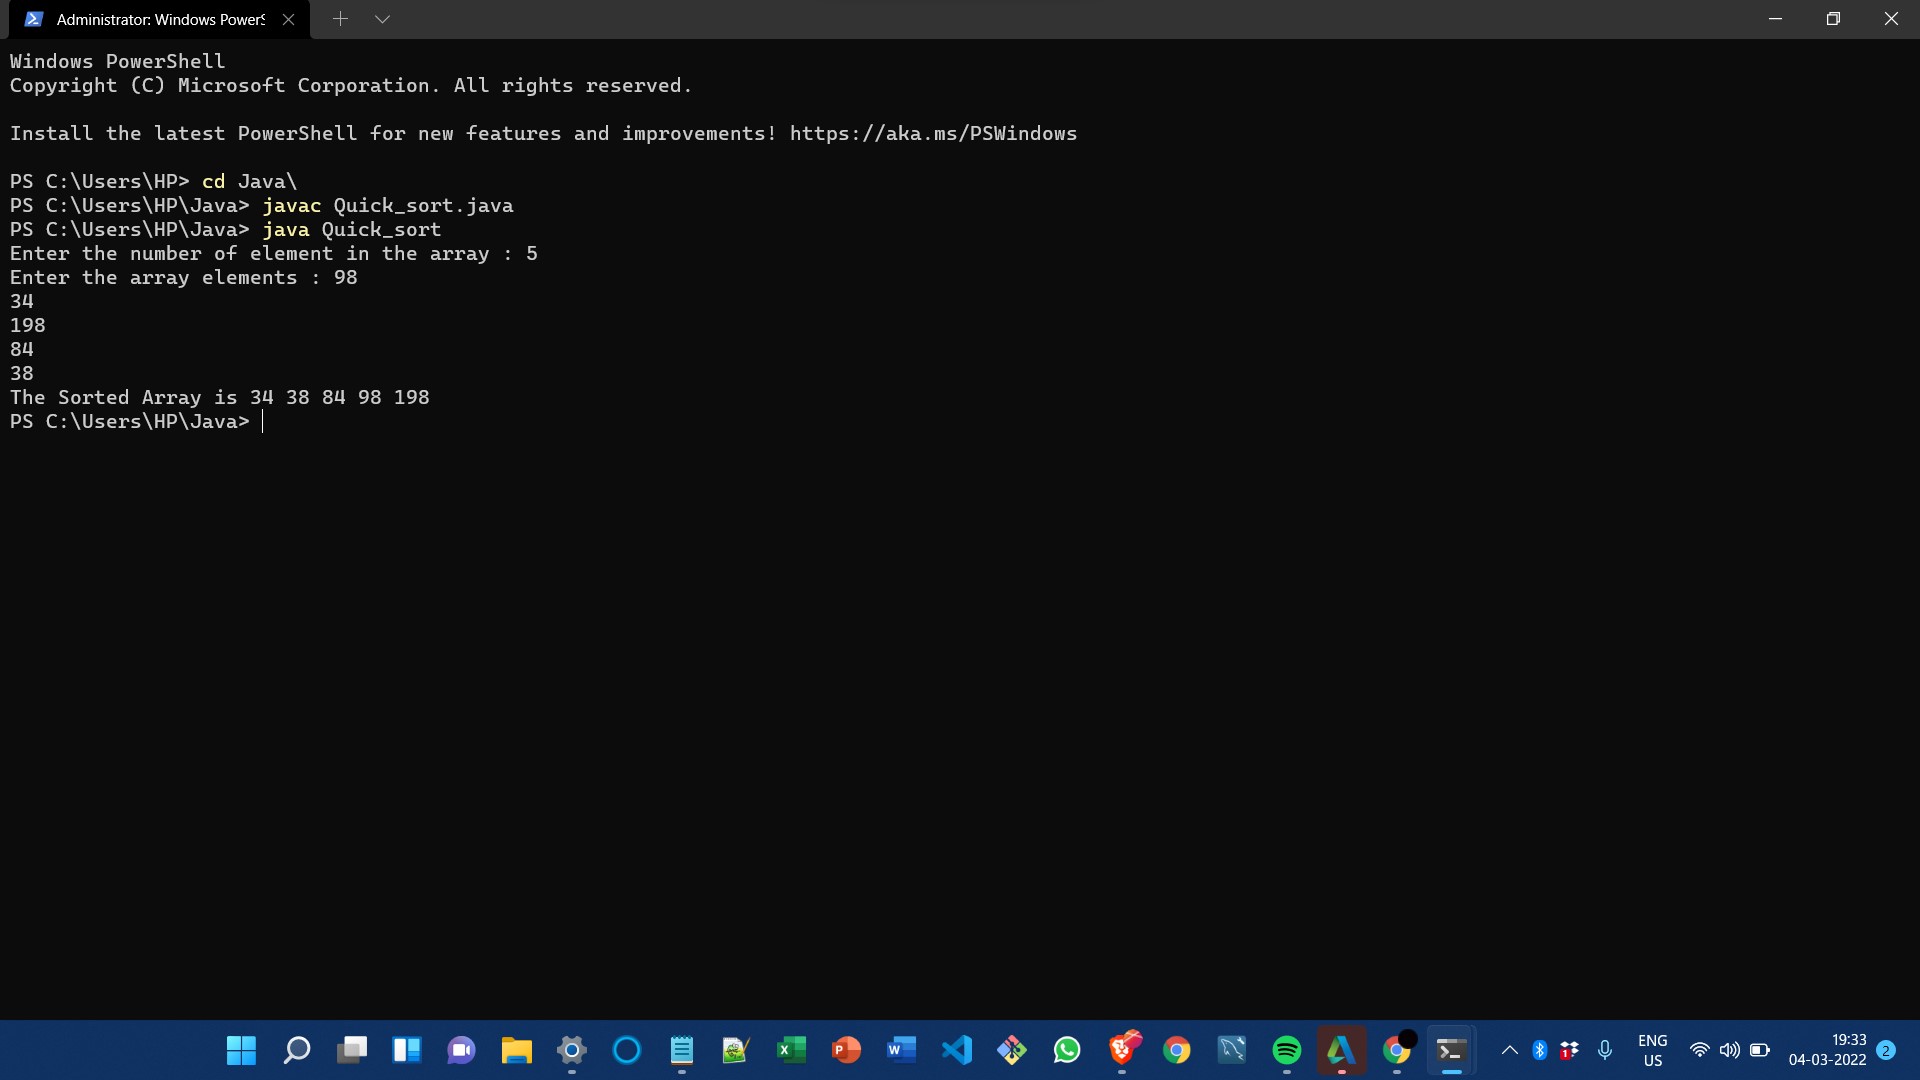 Administrator: Windows PowerS
Windows PowerShell
Copyright (C) Microsoft Corporation. All rights reserved.
Install the latest PowerShell for new features and improvements! https://aka.ms/PSWindows
PS C:\Users\HP> cd Java\
PS C:\Users\HP\Java> javac Quick_sort.java
PS C:\Users\HP\Java> java Quick_sort
Enter the number of element in the array : 5
Enter the array elements : 98
34
198
84
38
The Sorted Array is 34 38 84 98 198
PS C:\Users\HP\Java>
ENG
US
19:33
04-03-2022
2